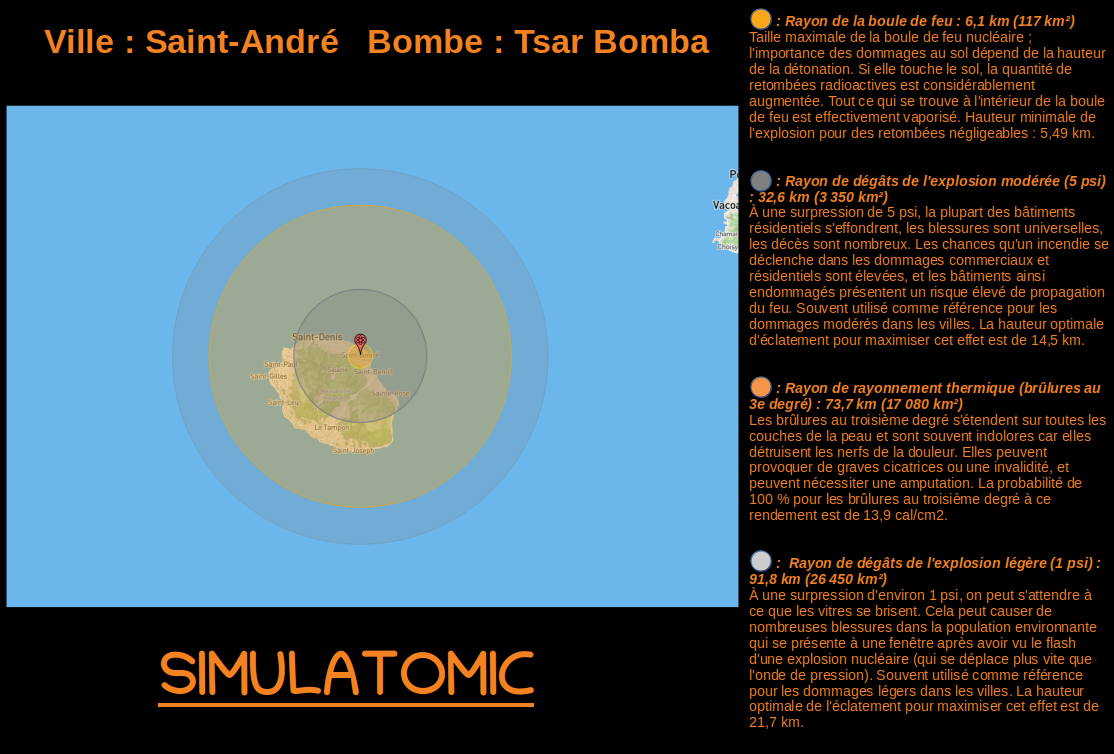 Ville : Saint-André   Bombe : Tsar Bomba
Po
Vacoa
Chamar
Choisy
Saint-Denis
Saint-Paul
Saint-Benoît
Saint-Gilles
Salazie
Sainte-Rose
Saint-Leu
Le Tampon
Saint-Joseph
SIMULATOMIC
: Rayon de la boule de feu : 6,1 km (117 km²)
Taille maximale de la boule de feu nucléaire ;
l'importance des dommages au sol dépend de la hauteur
de la détonation. Si elle touche le sol, la quantité de
retombées radioactives est considérablement
augmentée. Tout ce qui se trouve à l'intérieur de la boule
de feu est effectivement vaporisé. Hauteur minimale de
l'explosion pour des retombées négligeables : 5,49 km.
: Rayon de dégâts de l'explosion modérée (5 psi)
: 32,6 km (3 350 km²)
À une surpression de 5 psi, la plupart des bâtiments
résidentiels s'effondrent, les blessures sont universelles,
les décès sont nombreux. Les chances qu'un incendie se
déclenche dans les dommages commerciaux et
résidentiels sont élevées, et les bâtiments ainsi
endommagés présentent un risque élevé de propagation
du feu. Souvent utilisé comme référence pour les
dommages modérés dans les villes. La hauteur optimale
d'éclatement pour maximiser cet effet est de 14,5 km.
: Rayon de rayonnement thermique (brûlures au
3e degré) : 73,7 km (17 080 km²)
Les brûlures au troisième degré s'étendent sur toutes les
couches de la peau et sont souvent indolores car elles
détruisent les nerfs de la douleur. Elles peuvent
provoquer de graves cicatrices ou une invalidité, et
peuvent nécessiter une amputation. La probabilité de
100 % pour les brûlures au troisième degré à ce
rendement est de 13,9 cal/cm2.
:  Rayon de dégâts de l'explosion légère (1 psi) :
91,8 km (26 450 km²)
À une surpression d'environ 1 psi, on peut s'attendre à
ce que les vitres se brisent. Cela peut causer de
nombreuses blessures dans la population environnante
qui se présente à une fenêtre après avoir vu le flash
d'une explosion nucléaire (qui se déplace plus vite que
l'onde de pression). Souvent utilisé comme référence
pour les dommages légers dans les villes. La hauteur
optimale de l'éclatement pour maximiser cet effet est de
21,7 km.